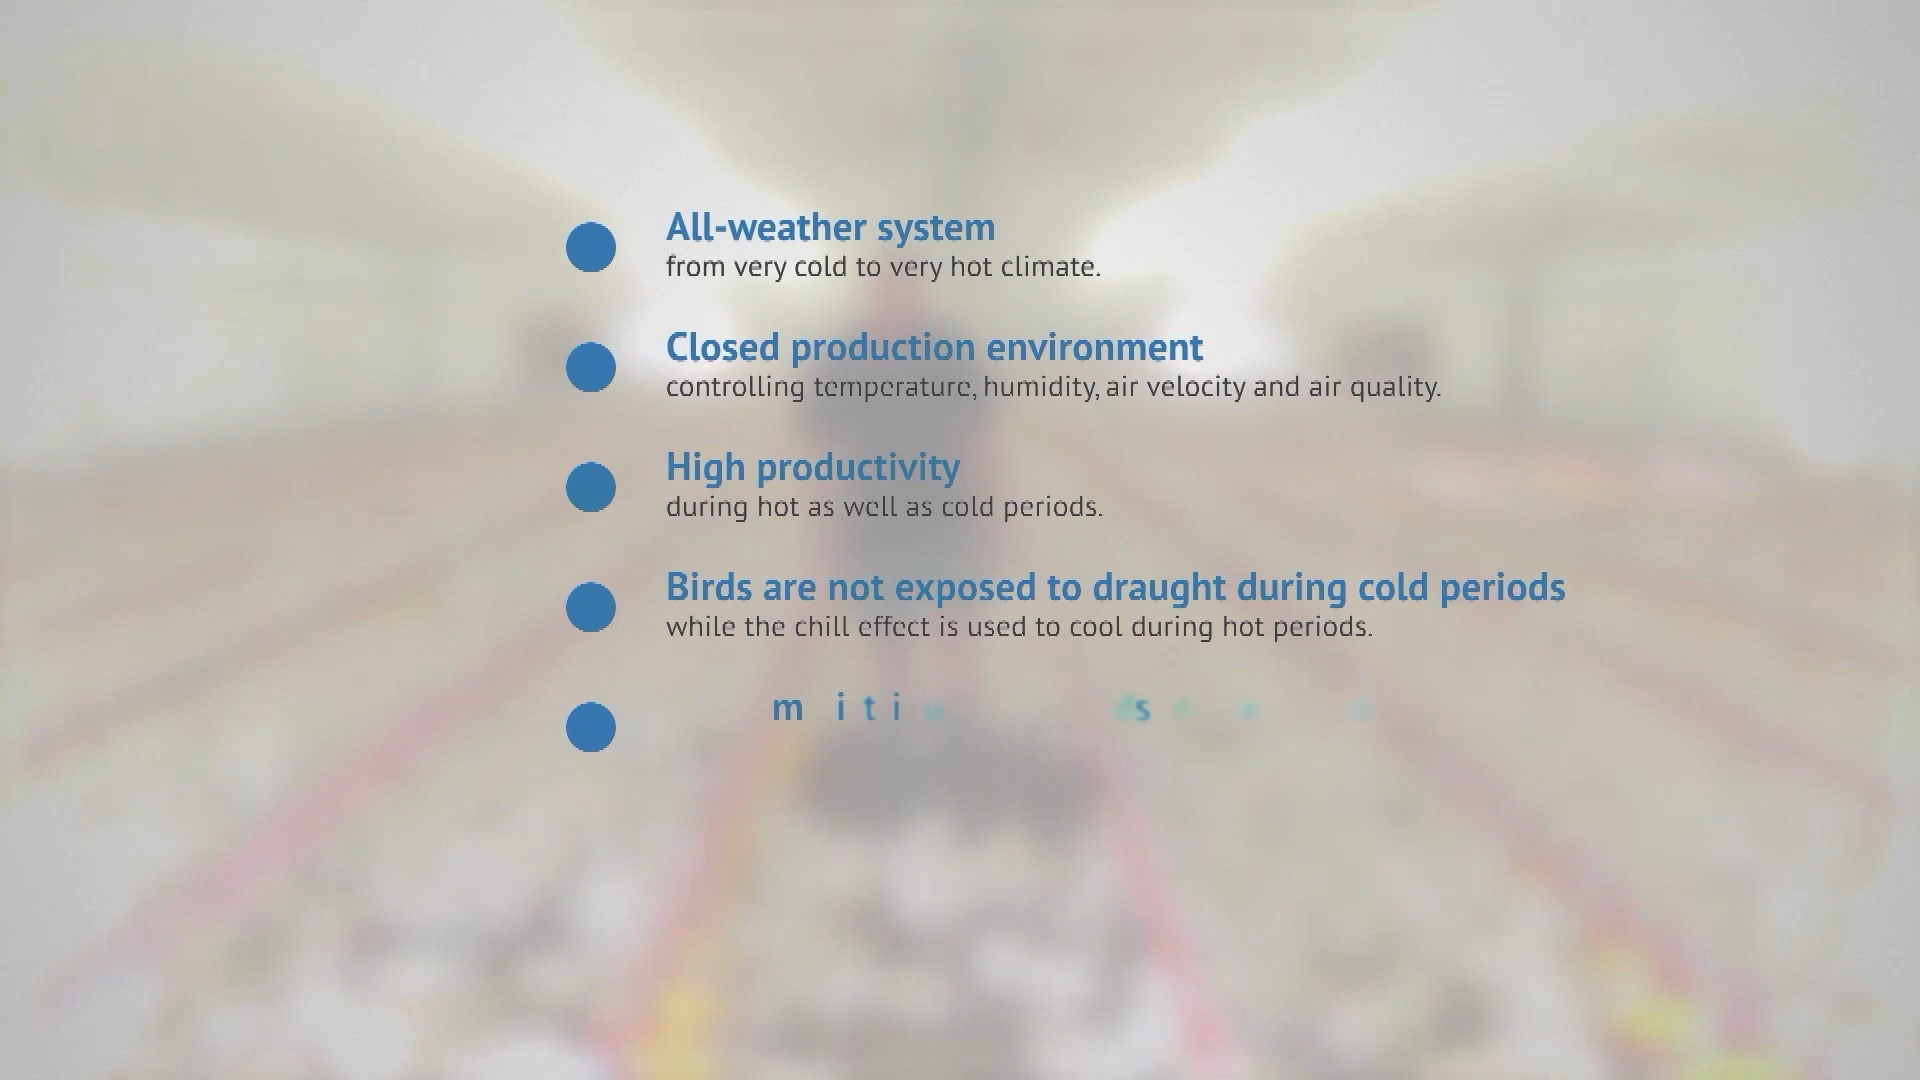 All-weather system
from very cold to very hot climate.
Closed production environment
controlling temperature, humidity, air velocity and air quality.
High productivity
during hot as well as cold periods.
Birds are not exposed to draught during cold periods
while the chill effect is used to cool during hot periods.